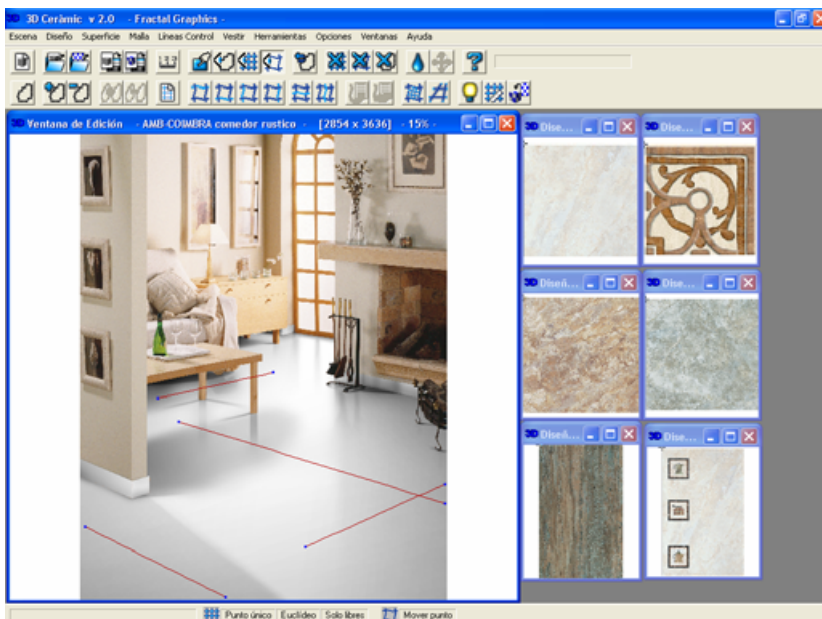 3D Ceràmic v 2.0 - Fractal Graphics -
Escena Diseño Superficie Malla Líneas Control Vestir Herramientas Opciones Ventanas Ayuda
Ventana de Edición - AMB-COIMBRA comedor rustico - [2854 x 3636] - 15% -
Dise...
Dise...
Diseñ...
Dise...
Diseñ...
Dise...
Punto único Euclídeo Solo libres Mover punto